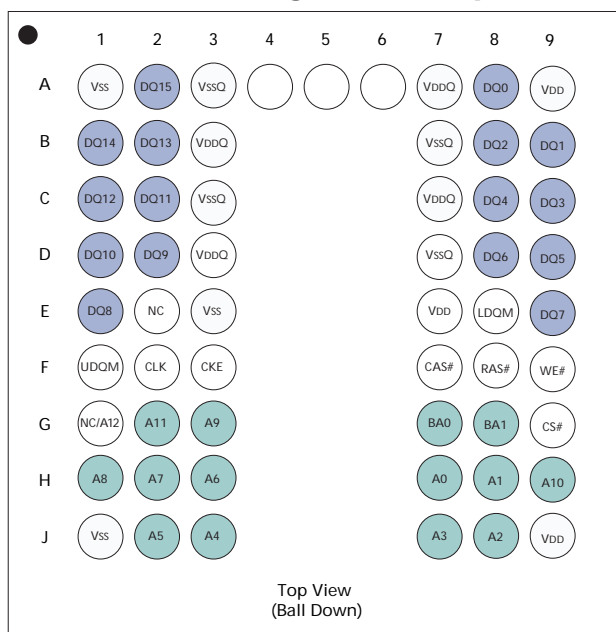 1 2 3 4 5 6 7 8 9
A VSS DQ15 VSSQ VDDQ DQ0 VDD
B DQ14 DQ13 VDDQ VSSQ DQ2 DQ1
C DQ12 DQ11 VSSQ VDDQ DQ4 DQ3
D DQ10 DQ9 VDDQ VSSQ DQ6 DQ5
E DQ8 NC VSS VDD LDQM DQ7
F UDQM CLK CKE CAS# RAS# WE#
G NC/A12 A11 A9 BA0 BA1 CS#
H A8 A7 A6 A0 A1 A10
J VSS A5 A4 A3 A2 VDD
Top View
(Ball Down)